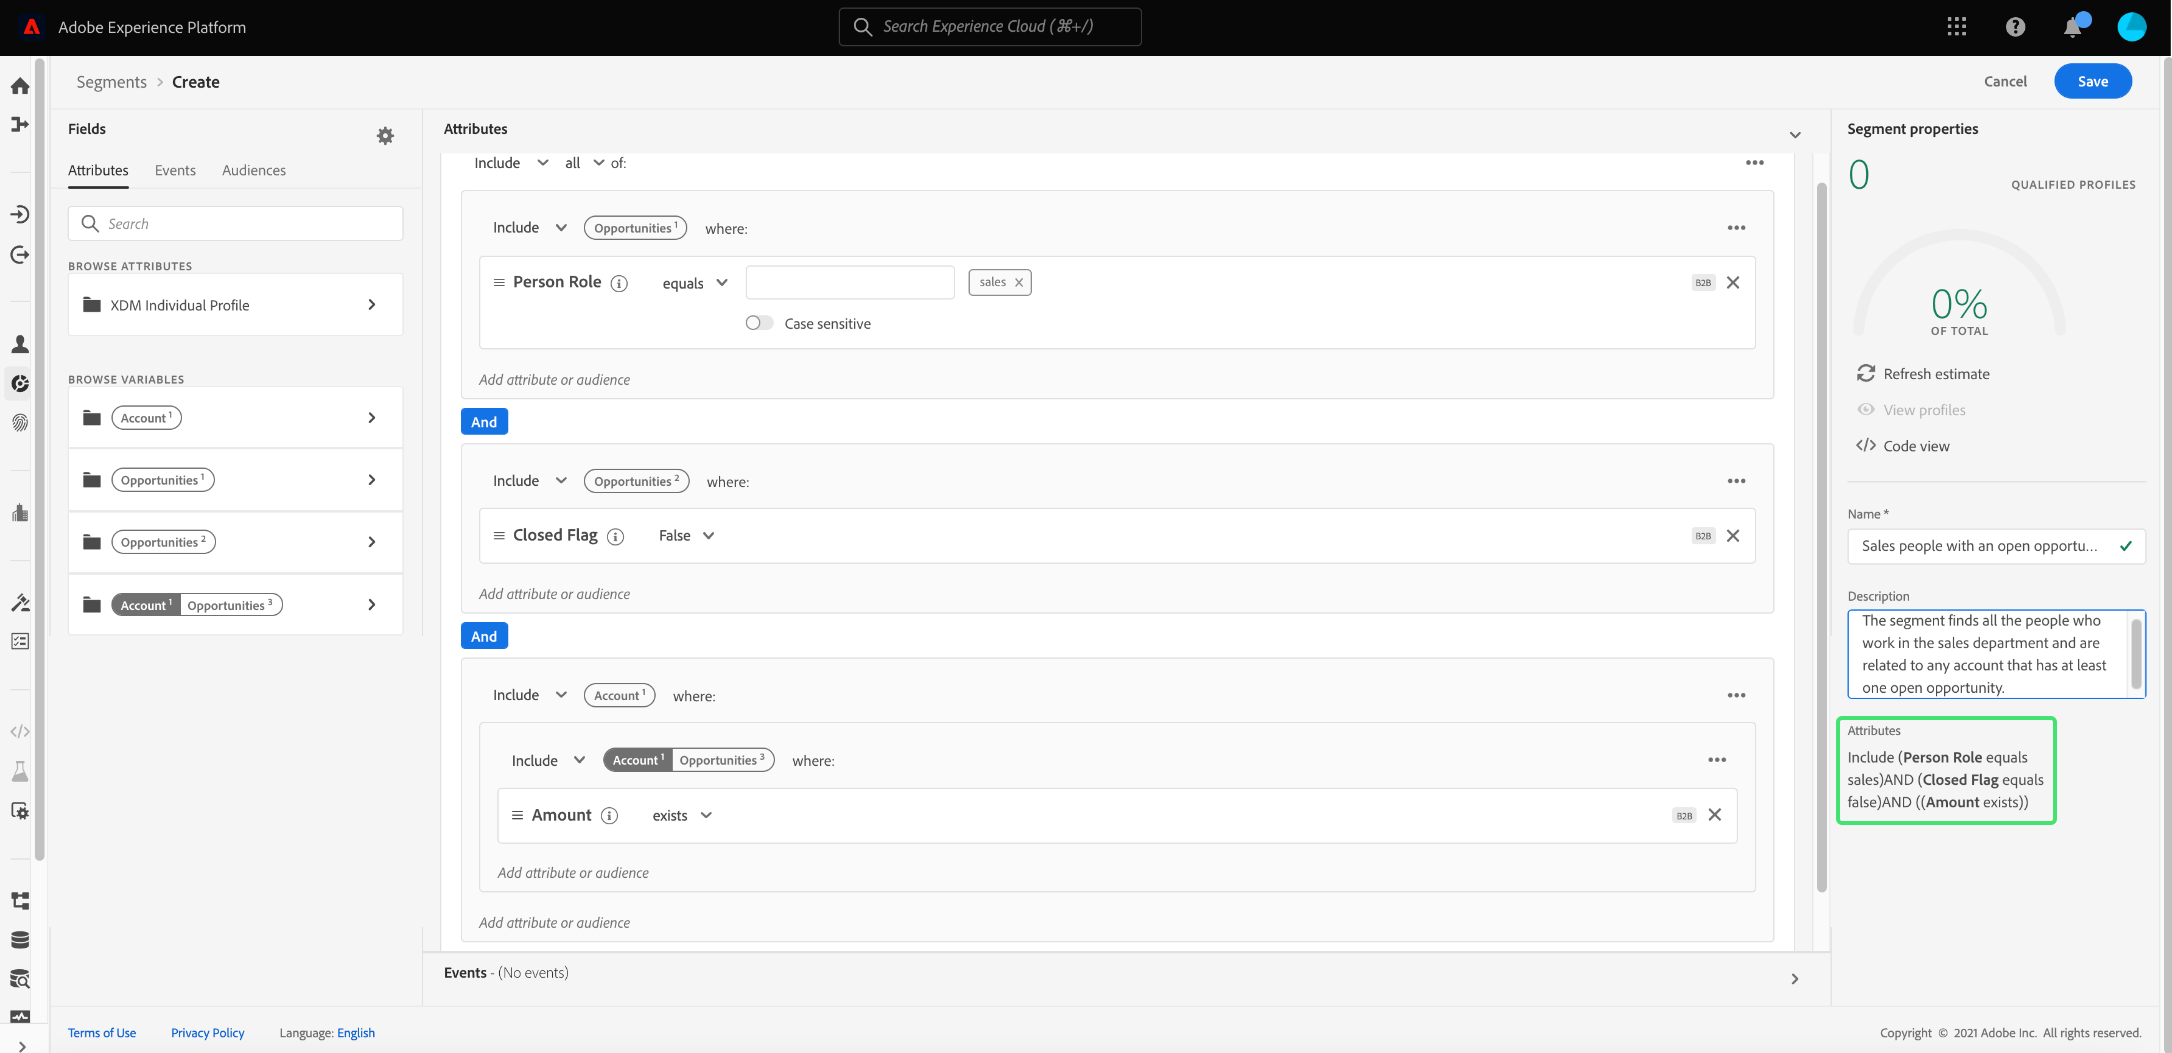 Adobe Experience Platform
Search Experience Cloud (⌘+/)
Segments > Create
Cancel
Save
Fields
Attributes
Events
Audiences
Search
BROWSE ATTRIBUTES
XDM Individual Profile
BROWSE VARIABLES
Account 1
Opportunities 1
Opportunities 2
Account 1 Opportunities 3
Attributes
Include all of:
Include Opportunities 1 where:
Person Role equals sales
B2B
Case sensitive
Add attribute or audience
And
Include Opportunities 2 where:
Closed Flag False
B2B
Add attribute or audience
And
Include Account 1 where:
Include Account 1 Opportunities 3 where:
Amount exists
B2B
Add attribute or audience
Add attribute or audience
Events - (No events)
Segment properties
0
QUALIFIED PROFILES
0%
OF TOTAL
Refresh estimate
View profiles
</> Code view
Name *
Sales people with an open opportu...
Description
The segment finds all the people who
work in the sales department and are
related to any account that has at least
one open opportunity.
Attributes
Include (Person Role equals
sales)AND (Closed Flag equals
false)AND ((Amount exists))
Terms of Use
Privacy Policy
Language: English
Copyright © 2021 Adobe Inc. All rights reserved.